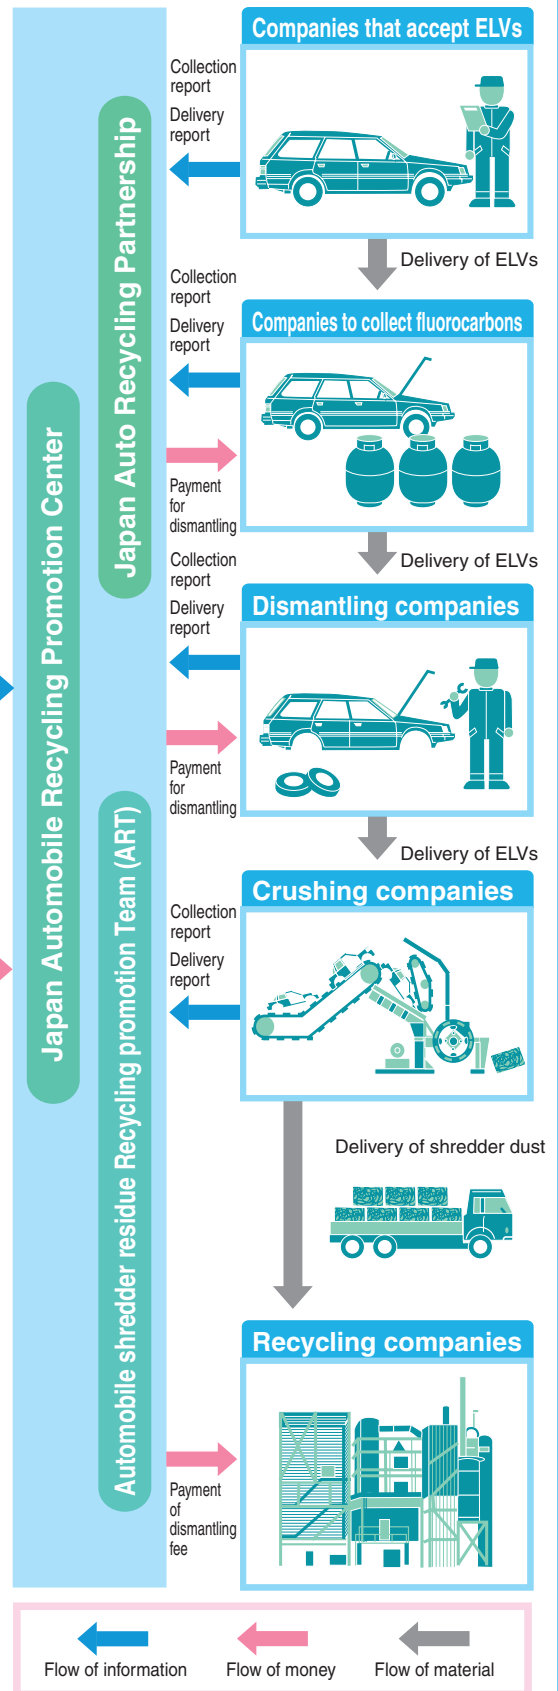 Companies that accept ELVs
Collection
report
Delivery
report
Delivery of ELVs
Japan Auto Recycling Partnership
Collection
report
Delivery
report
Companies to collect fluorocarbons
Payment
for
dismantling
Delivery of ELVs
Japan Automobile Recycling Promotion Center
Collection
report
Delivery
report
Dismantling companies
Payment
for
dismantling
Delivery of ELVs
Automobile shredder residue Recycling promotion Team (ART)
Crushing companies
Collection
report
Delivery
report
Delivery of shredder dust
Recycling companies
Payment
of
dismantling
fee
Flow of information
Flow of money
Flow of material